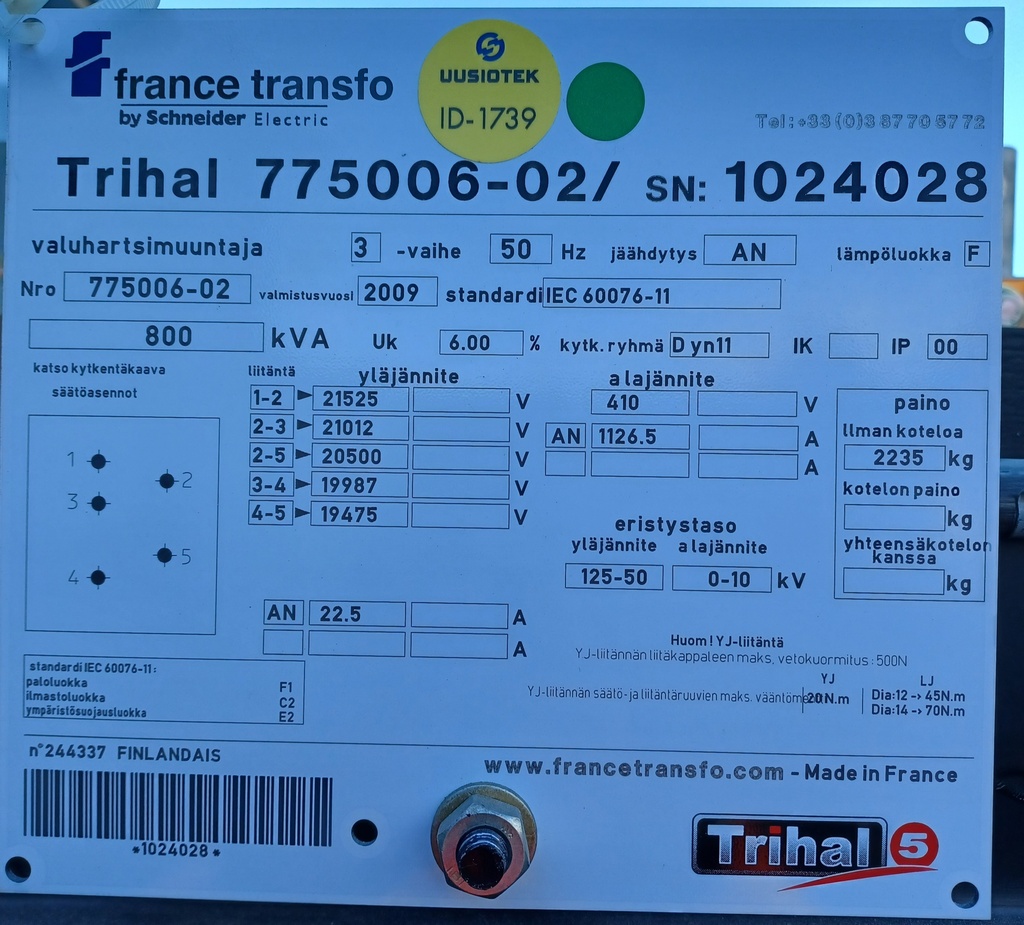 france transfo
by Schneider Electric
UUSIOTEK
ID-1739
Tel: +33 (0)3 87 70 57 72
Trihal 775006-02/ SN: 1024028
valuhartsimuuntaja 3 -vaihe 50 Hz jäähdytys AN lämpöluokka F
Nro 775006-02 valmistusvuosi 2009 standardi IEC 60076-11
800 kVA Uk 6.00 % kytk.ryhmä D yn11 IK IP 00
katso kytkentäkaava
säätöasennot
1
2
3
5
4
liitäntä yläjännite
1-2 21525 V
2-3 21012 V
2-5 20500 V
3-4 19987 V
4-5 19475 V
AN 22.5 A
A
alajännite
410 V
AN 1126.5 A
A
eristystaso
yläjännite alajännite
125-50 0-10 kV
paino
Ilman koteloa
2235 kg
kotelon paino
kg
yhteensäkotelon
kanssa
kg
Huom! YJ-liitäntä
YJ-liitännän liitäkappaleen maks. vetokuormitus: 500N
YJ LJ
YJ-liitännän säätö-ja liitäntäruuvien maks. vääntöm 20N.m Dia:12 -> 45N.m
Dia:14 -> 70N.m
standardi IEC 60076-11:
paloluokka F1
ilmastoluokka C2
ympäristösuojausluokka E2
n°244337 FINLANDAIS
*1024028*
www.francetransfo.com - Made in France
Trihal 5